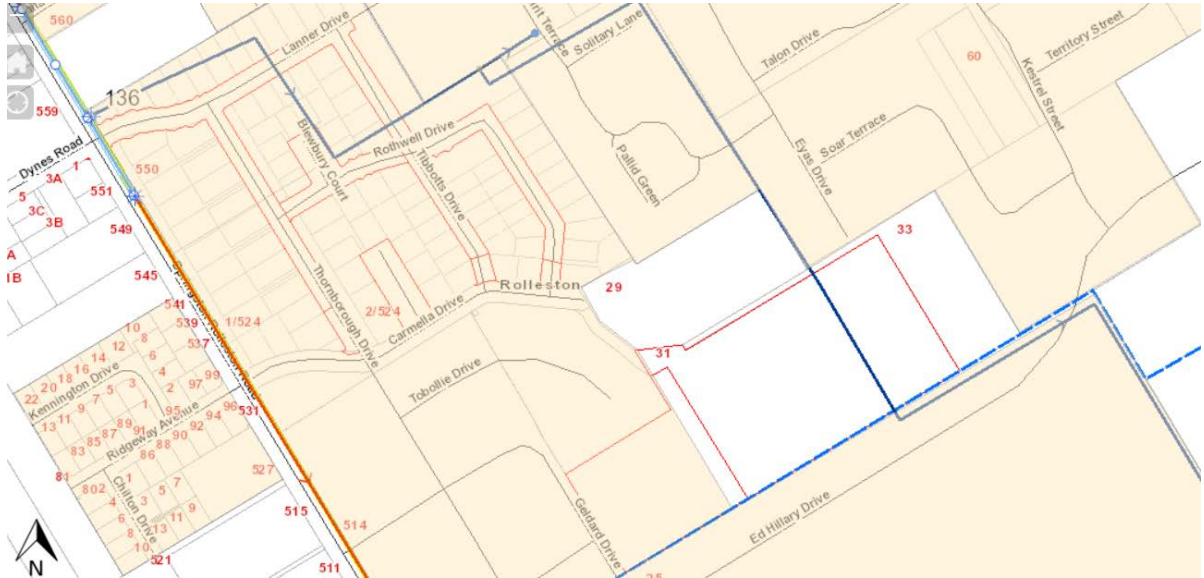 560
Lanner Drive
Solitary Lane
Talon Drive
Territory Street
60
Kestrel Street
136
559
Dynes Road
Blewbury Court
Rothwell Drive
Tibbotts Drive
Pallid Green
Eyas Drive
Soar Terrace
1
3A
5
550
551
3C
3B
549
A
1B
545
Rolleston
29
33
541
1/524
2/524
Thornborough Drive
Carmella Drive
539
537
31
10
8
12
14
16
18
20
22
6
4
2
97
99
Kennington Drive
3
5
7
9
11
13
1
95
96
531
94
92
90
88
86
91
89
87
85
83
Ridgeway Avenue
Tobollie Drive
81
527
80
2
1
3
5
7
4
6
8
10
9
11
13
Chilton Drive
521
515
514
511
Geldard Drive
Ed Hillary Drive
N